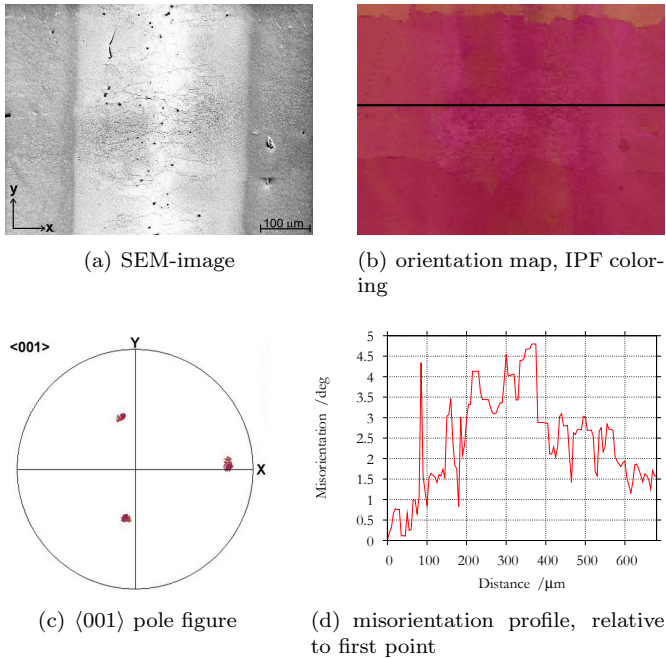 y
x
100 μm
(a) SEM-image
(b) orientation map, IPF color-
ing
<001>
Y
X
(c) ⟨001⟩ pole figure
Misorientation /deg
5
4.5
4
3.5
3
2.5
2
1.5
1
0.5
0
0 100 200 300 400 500 600
Distance /μm
(d) misorientation profile, relative
to first point